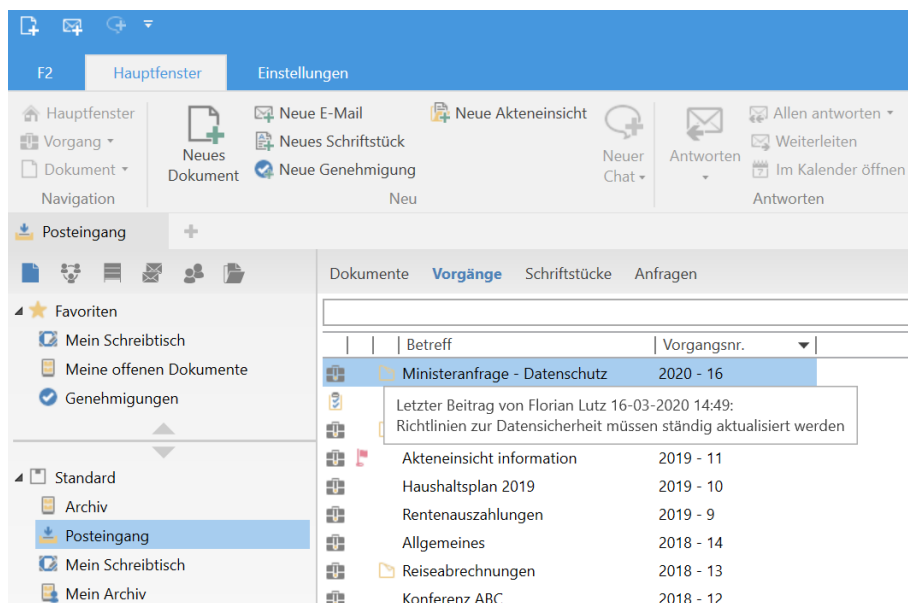 F2 Hauptfenster Einstellungen
Hauptfenster
Vorgang
Dokument
Navigation
Neues
Dokument
Neue E-Mail
Neues Schriftstück
Neue Genehmigung
Neue Akteneinsicht
Neuer
Chat
Neu
Antworten
Allen antworten
Weiterleiten
Im Kalender öffnen
Antworten
Posteingang
Favoriten
Mein Schreibtisch
Meine offenen Dokumente
Genehmigungen
Standard
Archiv
Posteingang
Mein Schreibtisch
Mein Archiv
Dokumente Vorgänge Schriftstücke Anfragen
Betreff Vorgangsnr.
Ministeranfrage - Datenschutz 2020 - 16
Letzter Beitrag von Florian Lutz 16-03-2020 14:49:
Richtlinien zur Datensicherheit müssen ständig aktualisiert werden
Akteneinsicht information 2019 - 11
Haushaltsplan 2019 2019 - 10
Rentenauszahlungen 2019 - 9
Allgemeines 2018 - 14
Reiseabrechnungen 2018 - 13
Konferenz ABC 2018 - 12